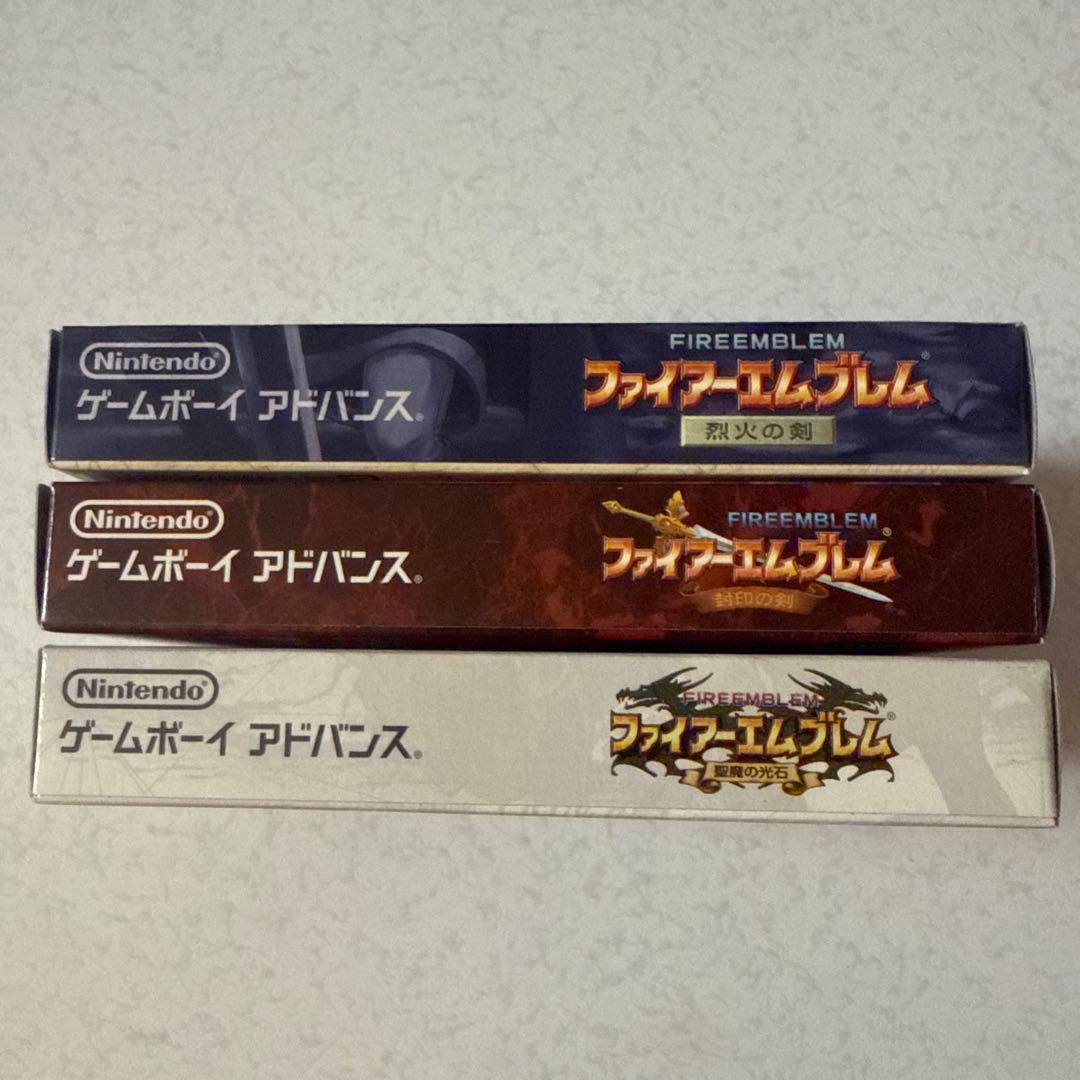 Nintendo®
ゲームボーイ アドバンス®
FIREEMBLEM
ファイアーエムブレム®
烈火の剣
Nintendo®
ゲームボーイ アドバンス®
FIREEMBLEM
ファイアーエムブレム®
封印の剣
Nintendo®
ゲームボーイ アドバンス®
FIREEMBLEM
ファイアーエムブレム®
聖魔の光石